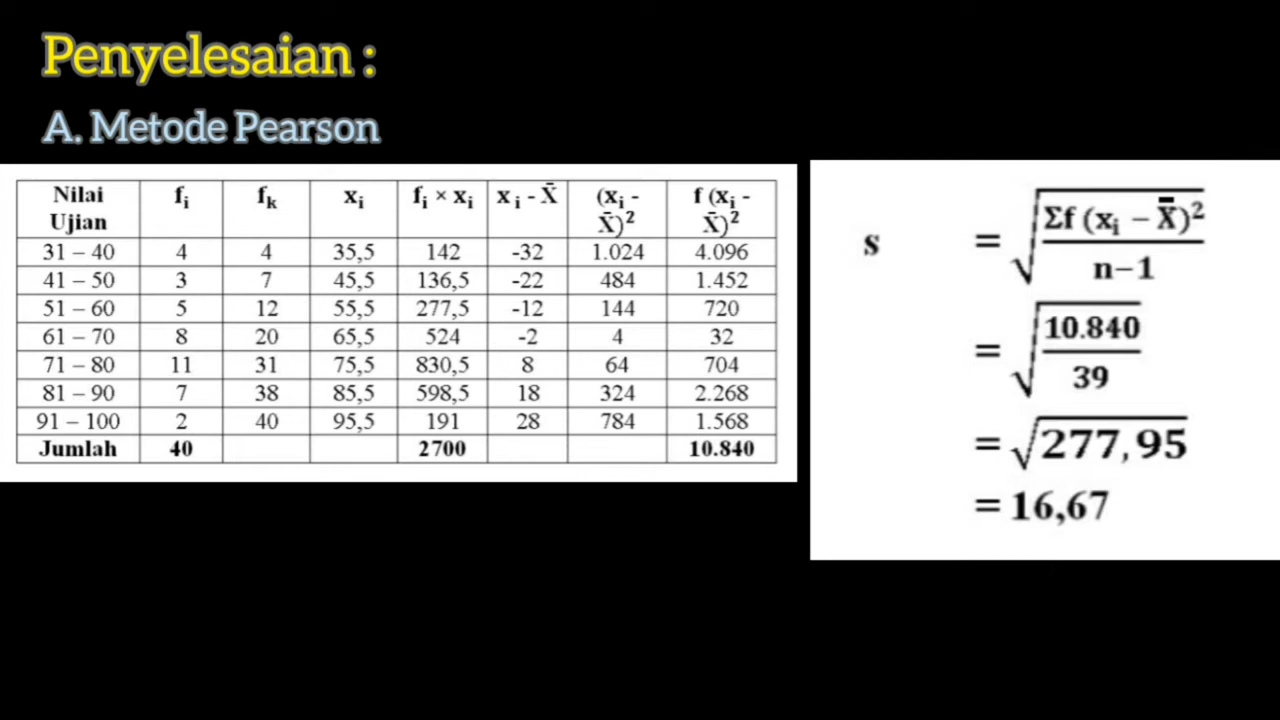 Penyelesaian :
A. Metode Pearson
Nilai Ujian fi fk xi fi × xi xi - X̄ (xi - X̄)² f (xi - X̄)²
31 – 40 4 4 35,5 142 -32 1.024 4.096
41 – 50 3 7 45,5 136,5 -22 484 1.452
51 – 60 5 12 55,5 277,5 -12 144 720
61 – 70 8 20 65,5 524 -2 4 32
71 – 80 11 31 75,5 830,5 8 64 704
81 – 90 7 38 85,5 598,5 18 324 2.268
91 – 100 2 40 95,5 191 28 784 1.568
Jumlah 40 2700 10.840
s = √ Σf (xi – X̄)²
n–1
= √ 10.840
39
= √277,95
= 16,67